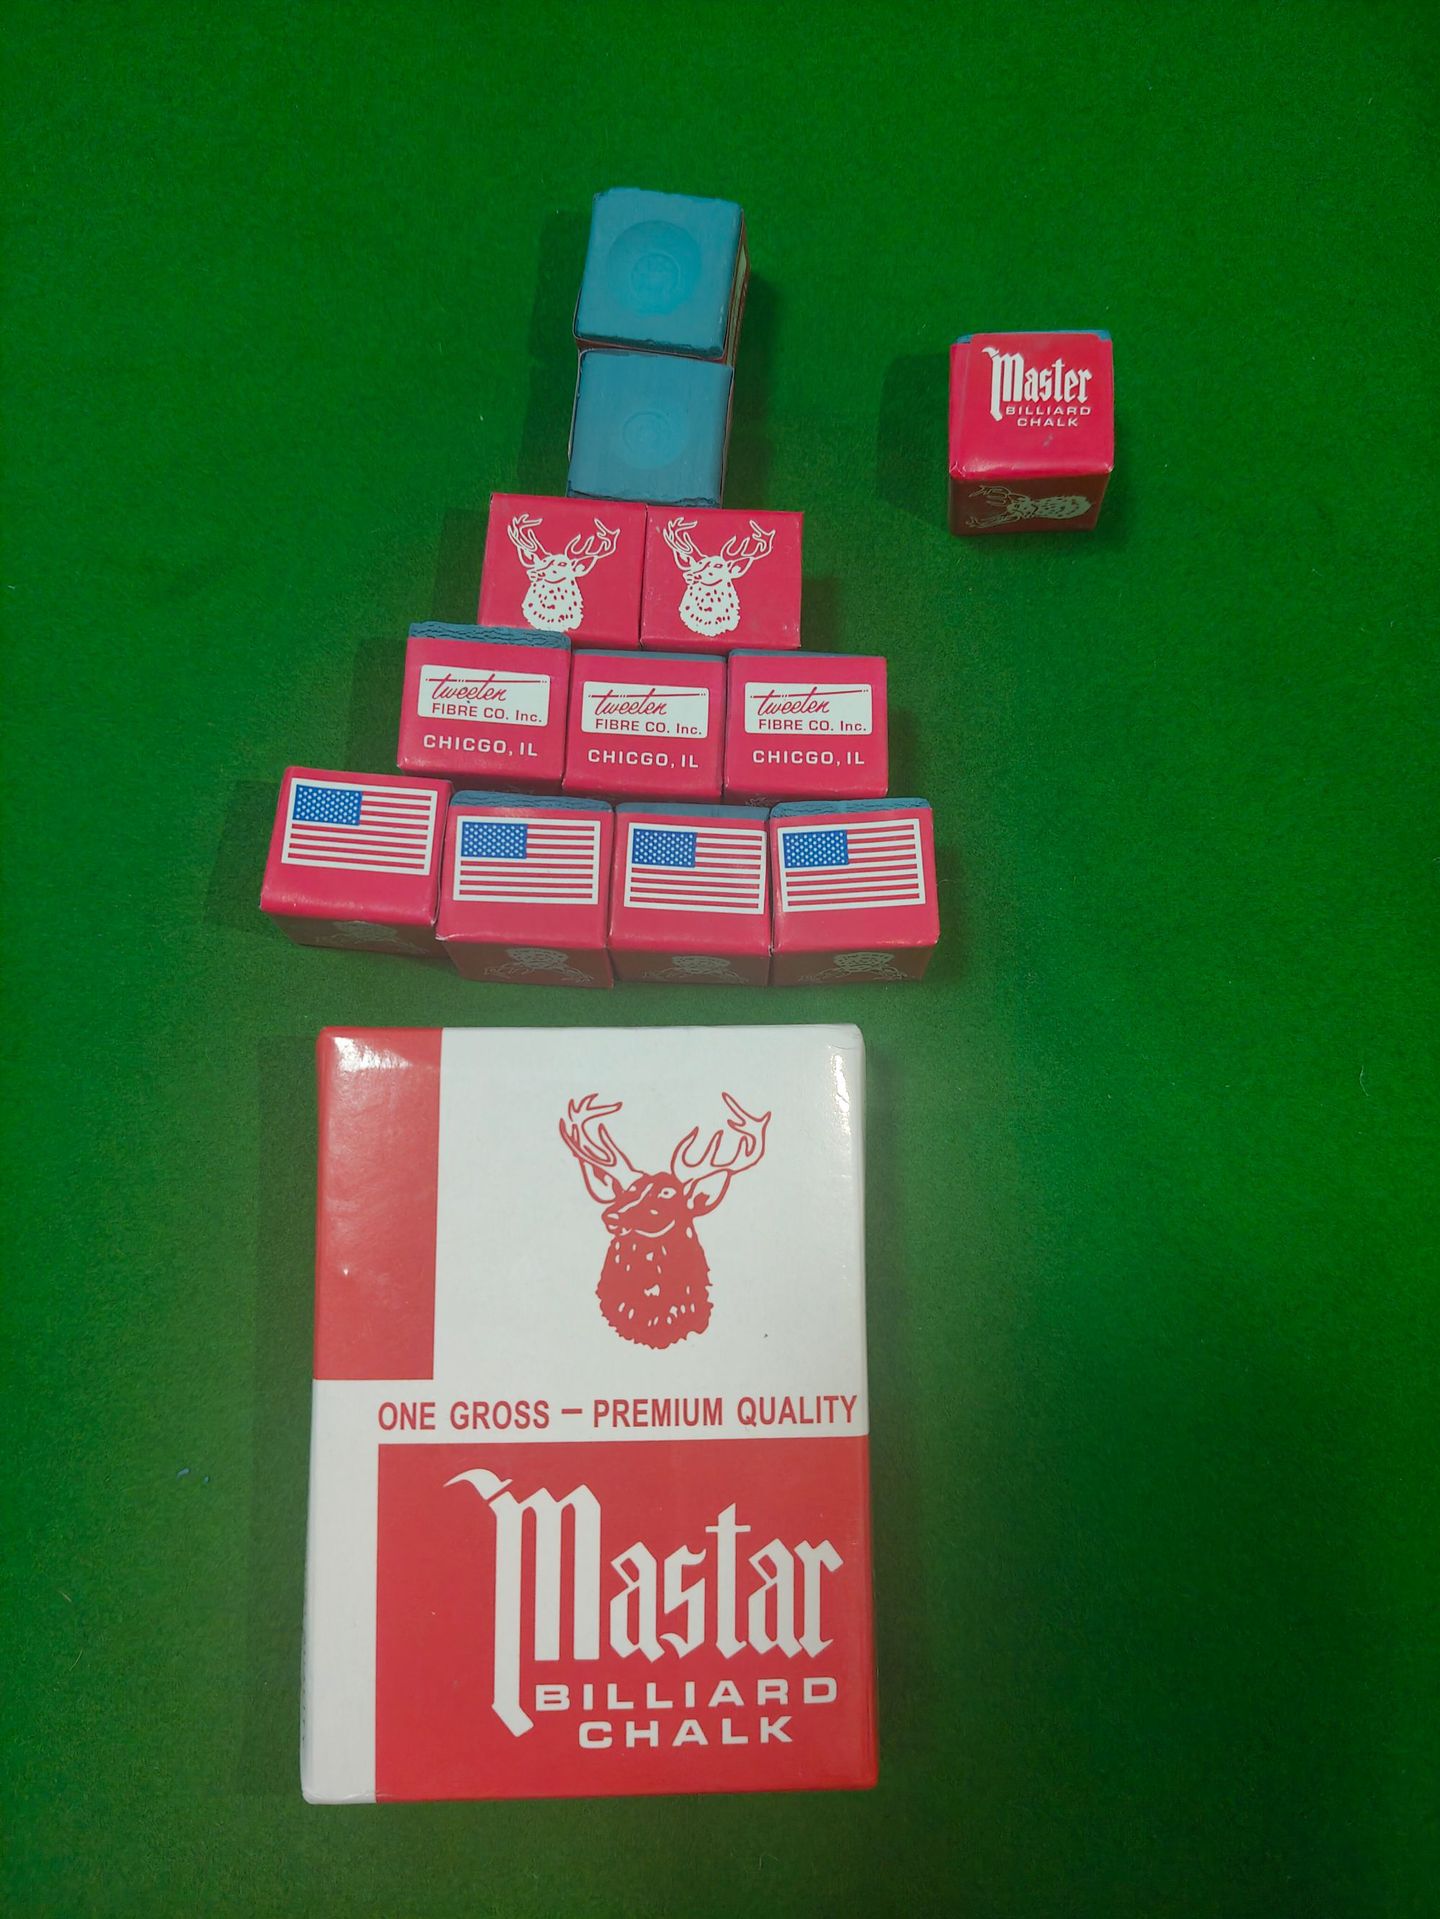 Master
BILLIARD
CHALK
tweeten
FIBRE CO. Inc.
CHICGO, IL
tweeten
FIBRE CO. Inc.
CHICGO, IL
tweeten
FIBRE CO. Inc.
CHICGO, IL
ONE GROSS – PREMIUM QUALITY
Mastar
BILLIARD
CHALK